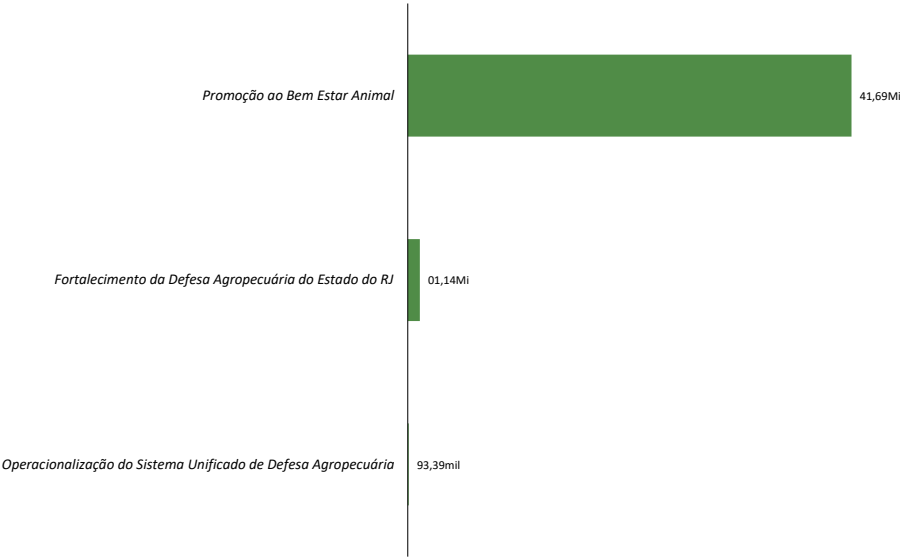 Promoção ao Bem Estar Animal
41,69Mi
Fortalecimento da Defesa Agropecuária do Estado do RJ
01,14Mi
Operacionalização do Sistema Unificado de Defesa Agropecuária
93,39mil